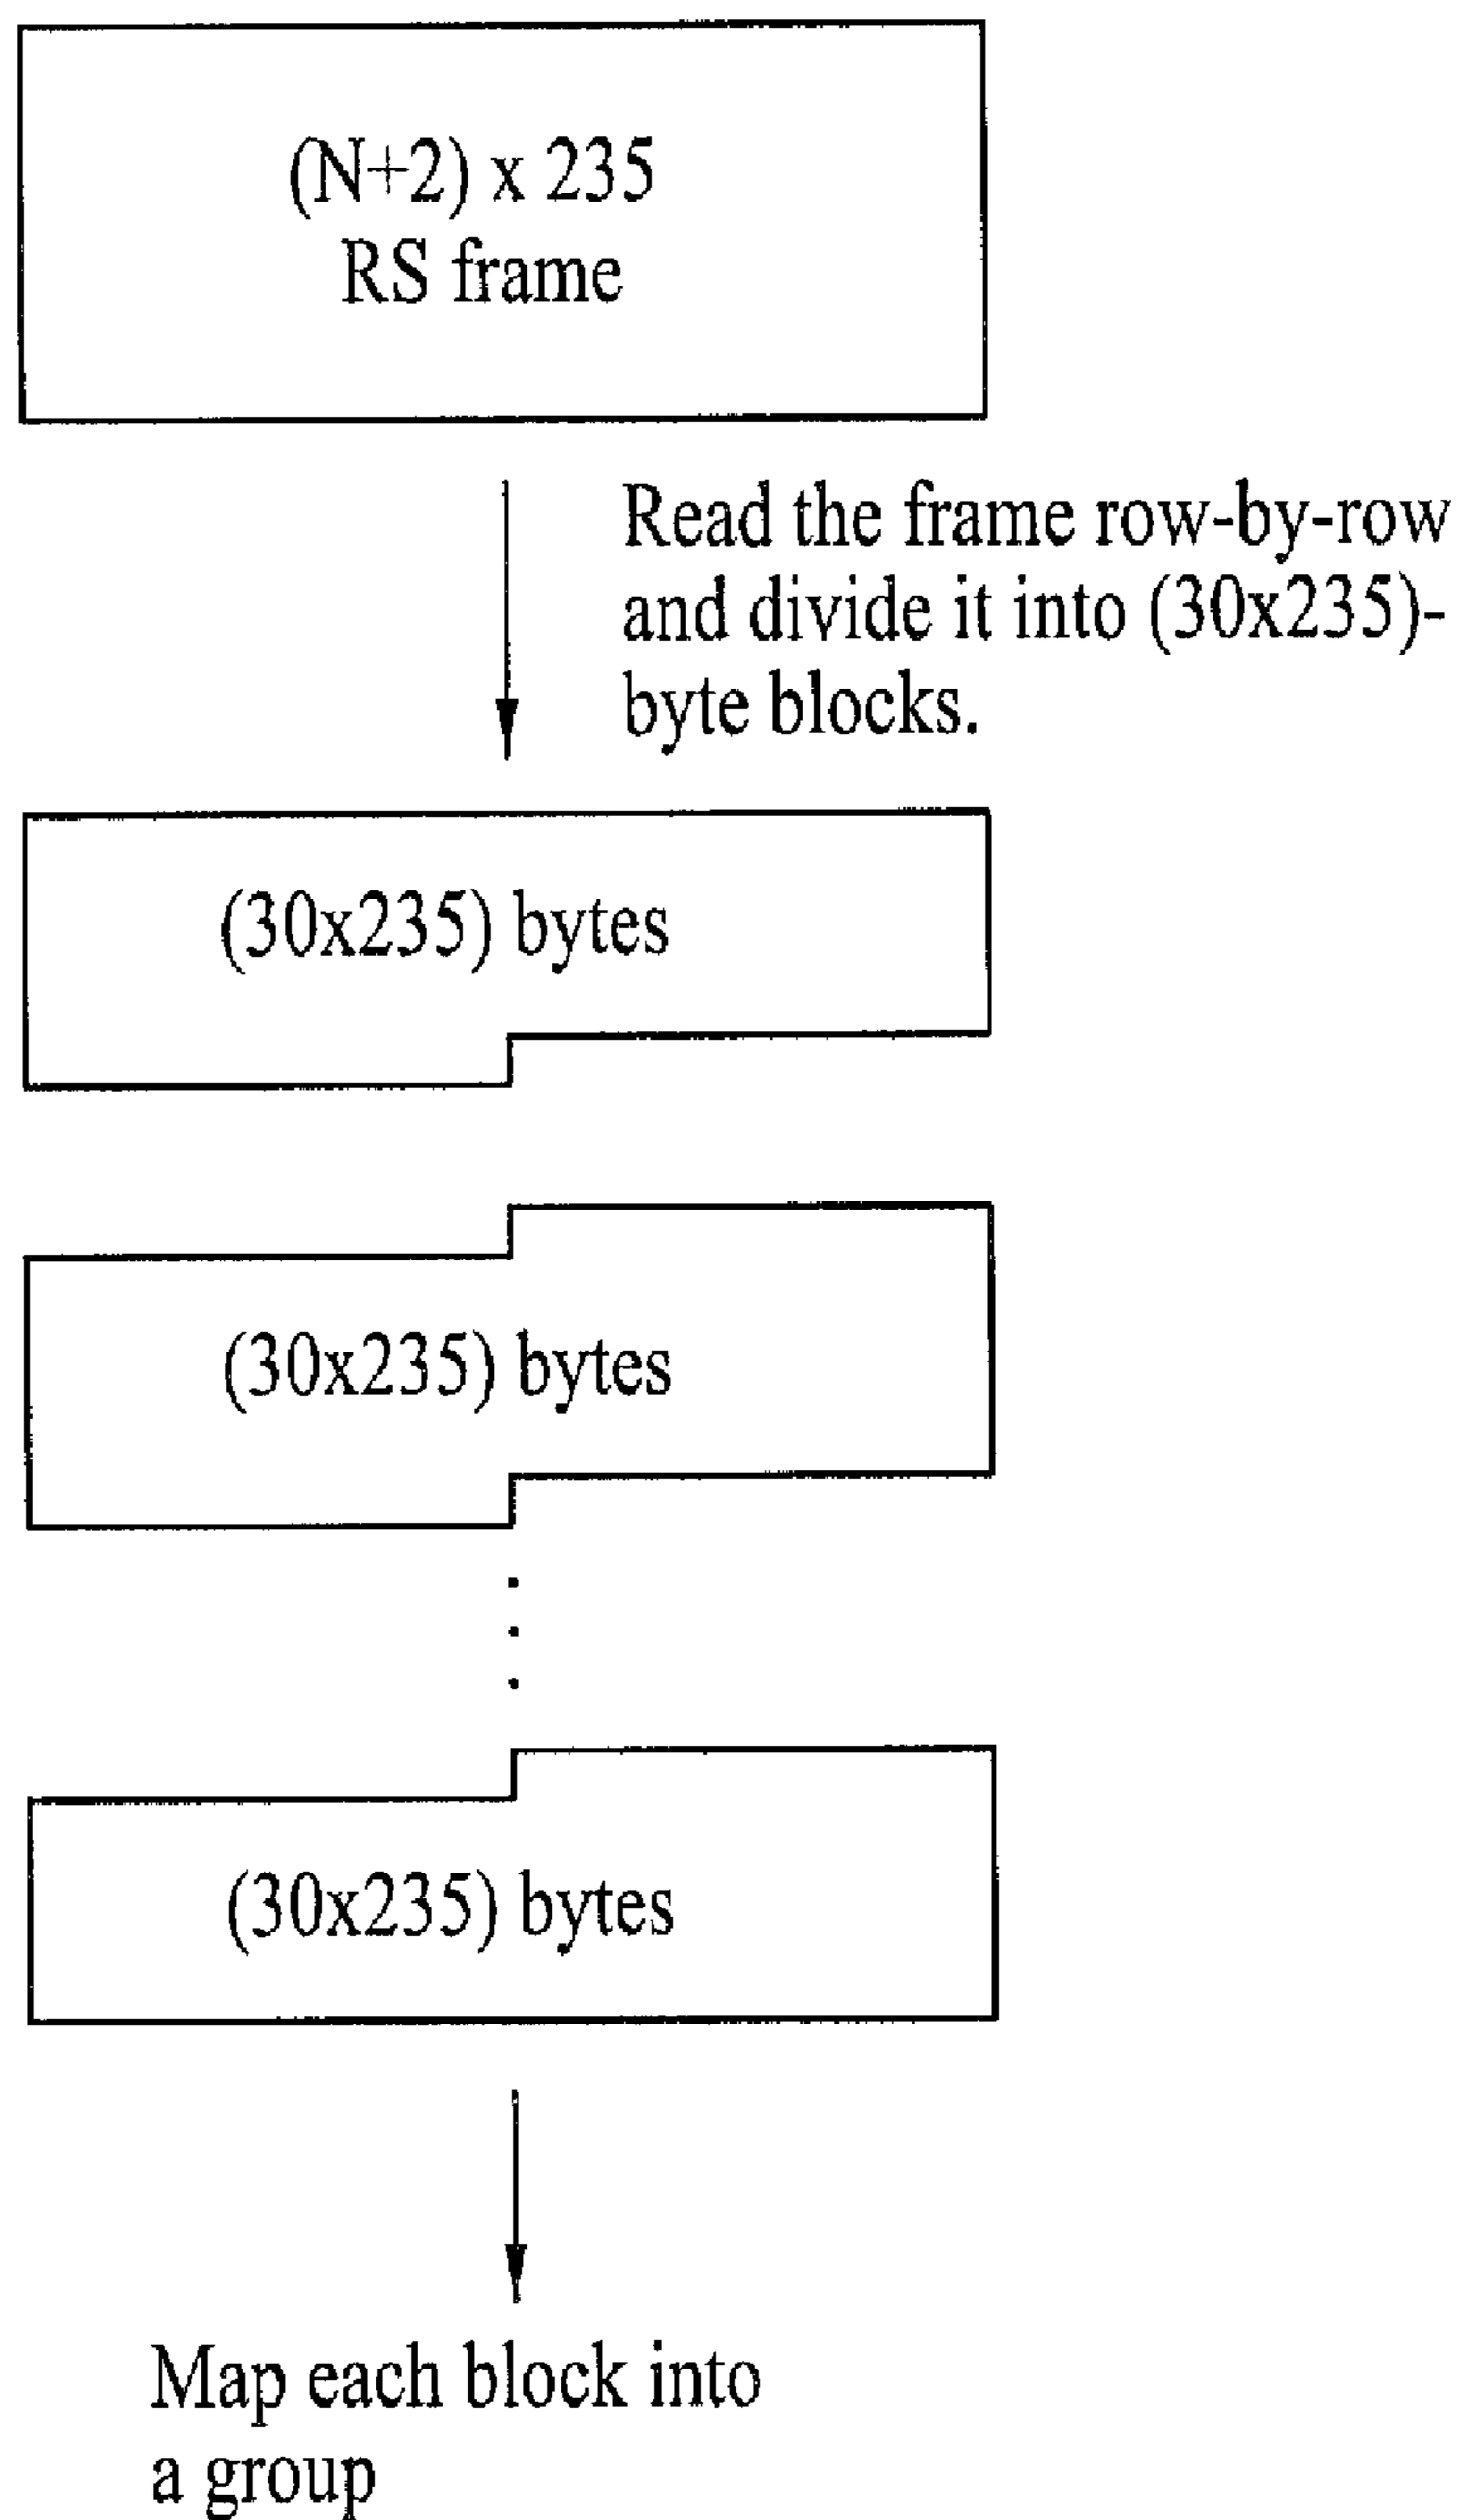 (N+2) x 235
RS frame
Read the frame row-by-row
and divide it into (30x235)-
byte blocks.
(30x235) bytes
(30x235) bytes
(30x235) bytes
Map each block into
a group